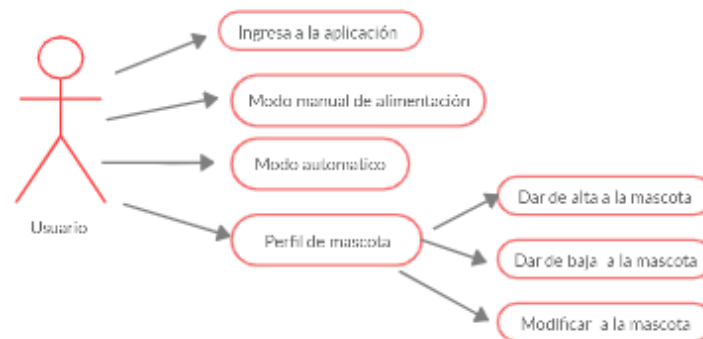 Ingresa a la aplicación
Modo manual de alimentación
Modo automatico
Usuario
Perfil de mascota
Dar de alta a la mascota
Dar de baja a la mascota
Modificar a la mascota